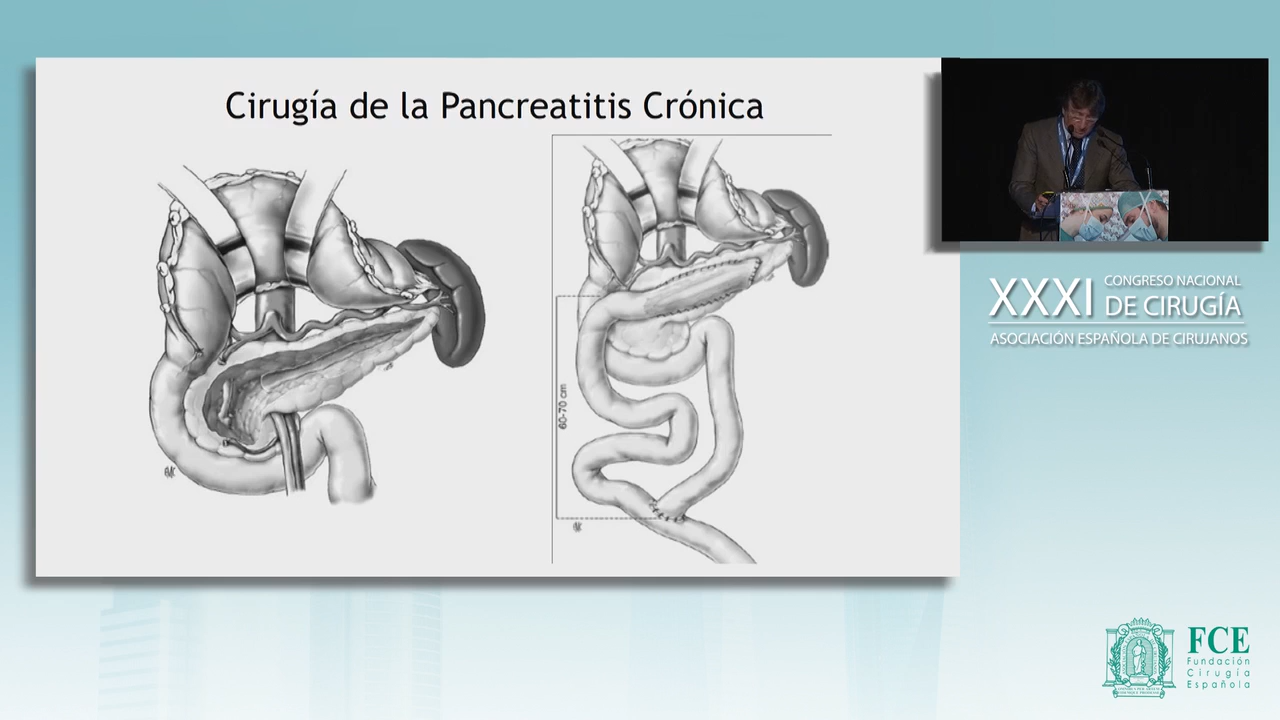 Cirugía de la Pancreatitis Crónica
60-70 cm
XXXI
CONGRESO NACIONAL
DE CIRUGÍA
ASOCIACIÓN ESPAÑOLA DE CIRUJANOS
FCE
Fundación
Cirugía
Española